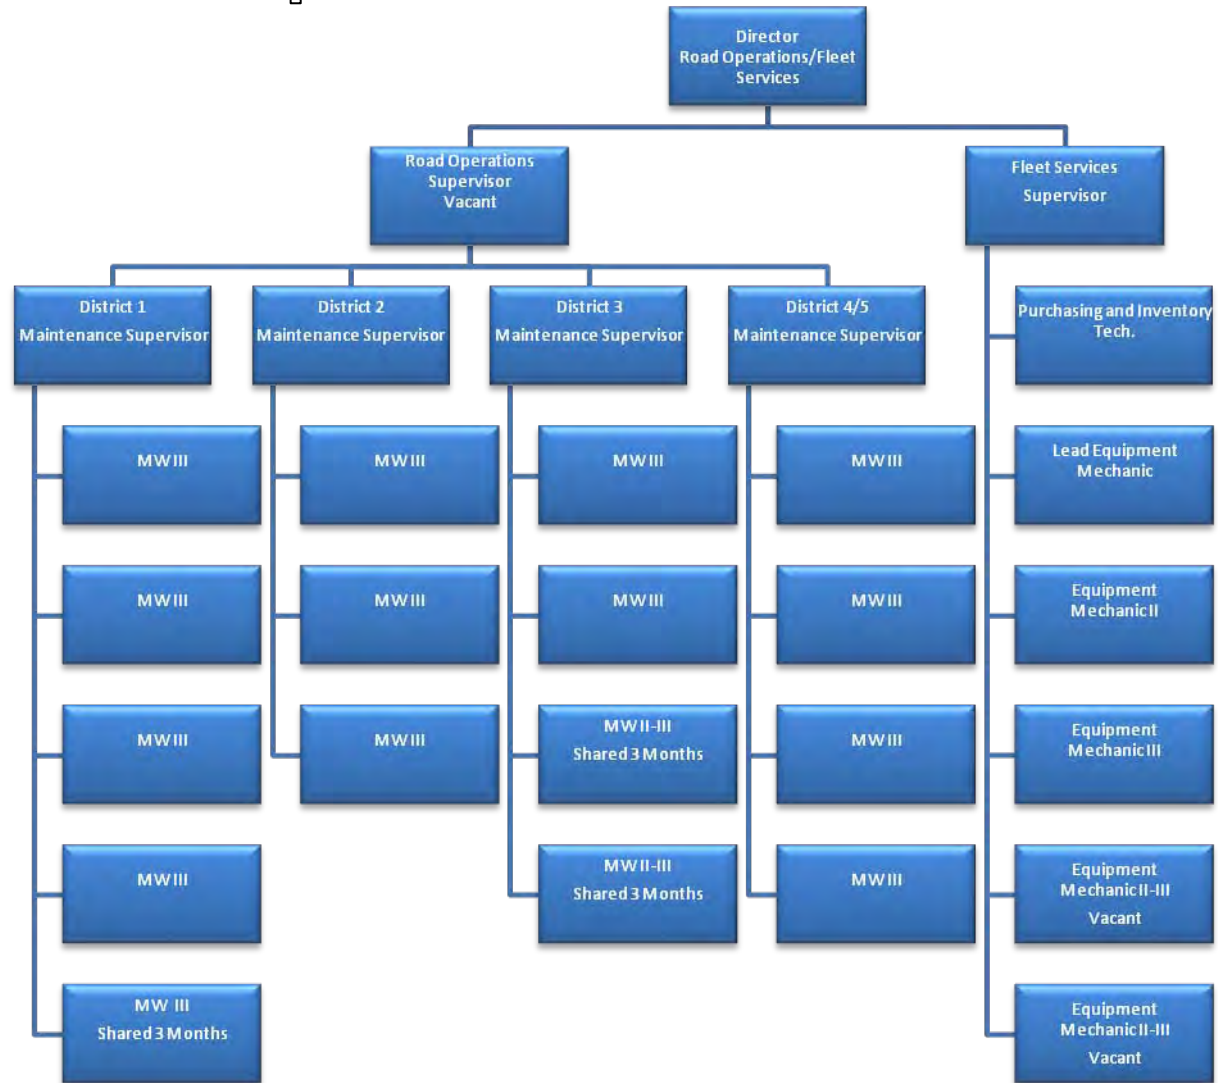 Director
Road Operations/Fleet
Services
Road Operations
Supervisor
Vacant
Fleet Services
Supervisor
District 1
Maintenance Supervisor
District 2
Maintenance Supervisor
District 3
Maintenance Supervisor
District 4/5
Maintenance Supervisor
Purchasing and Inventory
Tech.
MW III
MW III
MW III
MW III
Lead Equipment
Mechanic
MW III
MW III
MW III
MW III
Equipment
Mechanic II
MW III
MW III
MW II-III
Shared 3 Months
MW III
Equipment
Mechanic III
MW III
MW II-III
Shared 3 Months
MW III
Equipment
Mechanic II-III
Vacant
MW III
Shared 3 Months
Equipment
Mechanic II-III
Vacant